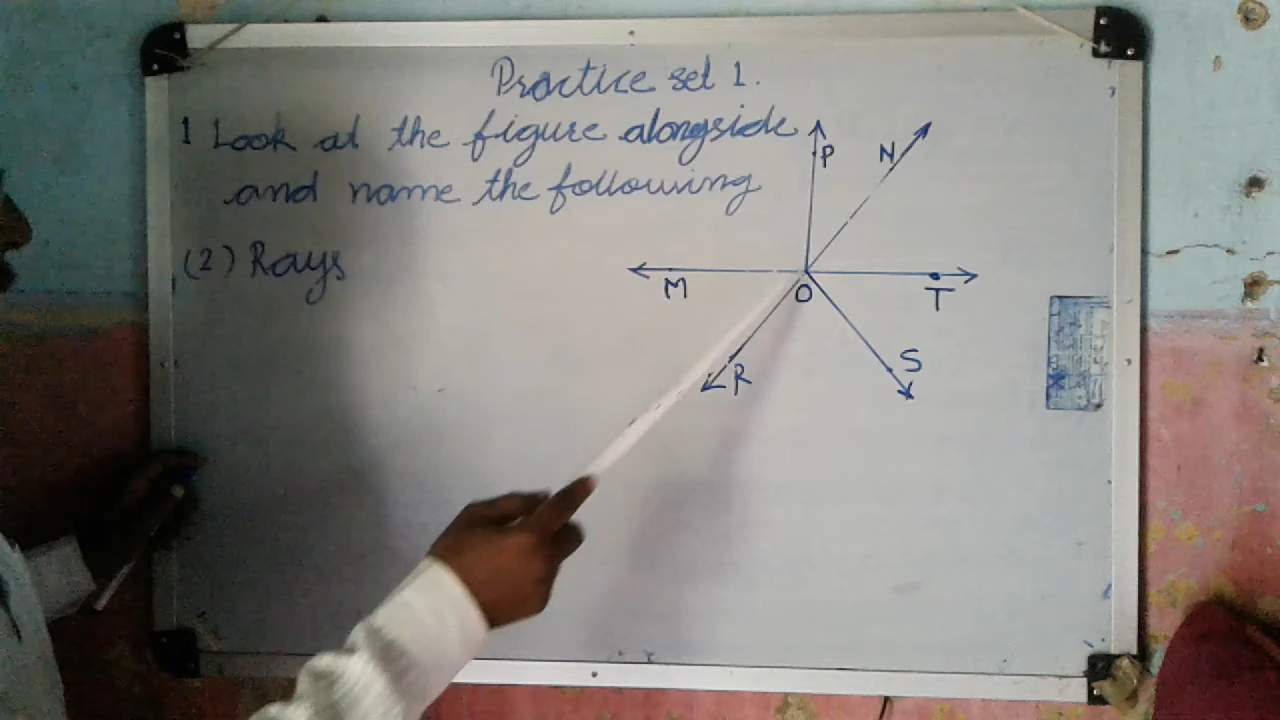 Practice set 1.
1 Look at the figure alongside
and name the following
(2) Rays
P
N
M
O
T
R
S